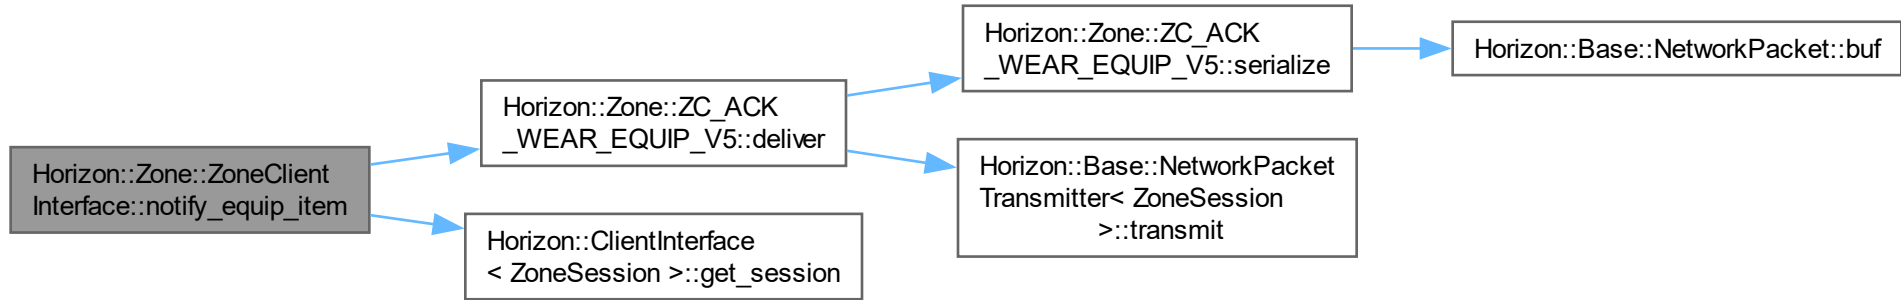 Horizon::Zone::ZoneClient
Interface::notify_equip_item
Horizon::Zone::ZC_ACK
_WEAR_EQUIP_V5::deliver
Horizon::Zone::ZC_ACK
_WEAR_EQUIP_V5::serialize
Horizon::Base::NetworkPacket::buf
Horizon::Base::NetworkPacket
Transmitter< ZoneSession
>::transmit
Horizon::ClientInterface
< ZoneSession >::get_session